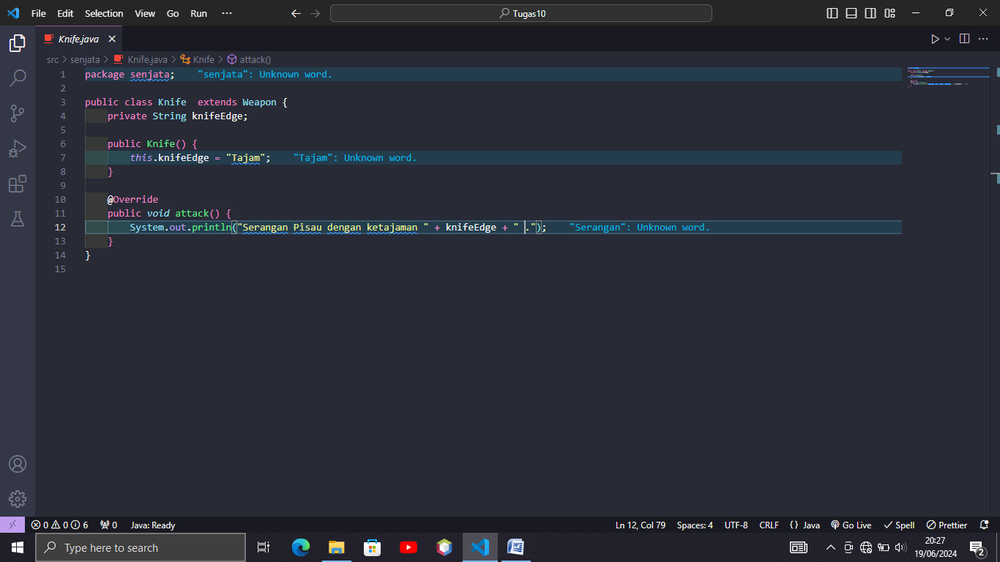 File Edit Selection View Go Run ··· Tugas10
Knife.java
src > senjata > Knife.java > Knife > attack()
1 package senjata; "senjata": Unknown word.
2
3 public class Knife  extends Weapon {
4     private String knifeEdge;
5
6     public Knife() {
7         this.knifeEdge = "Tajam"; "Tajam": Unknown word.
8     }
9
10     @Override
11     public void attack() {
12         System.out.println("Serangan Pisau dengan ketajaman " + knifeEdge + " ."); "Serangan": Unknown word.
13     }
14 }
15
0 0 6 0 Java: Ready Ln 12, Col 79 Spaces: 4 UTF-8 CRLF {} Java Go Live Spell Prettier
Type here to search
20:27
19/06/2024
2